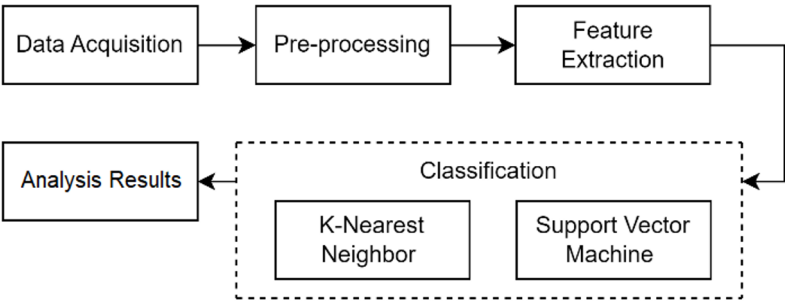 Data Acquisition
Pre-processing
Feature
Extraction
Analysis Results
Classification
K-Nearest
Neighbor
Support Vector
Machine